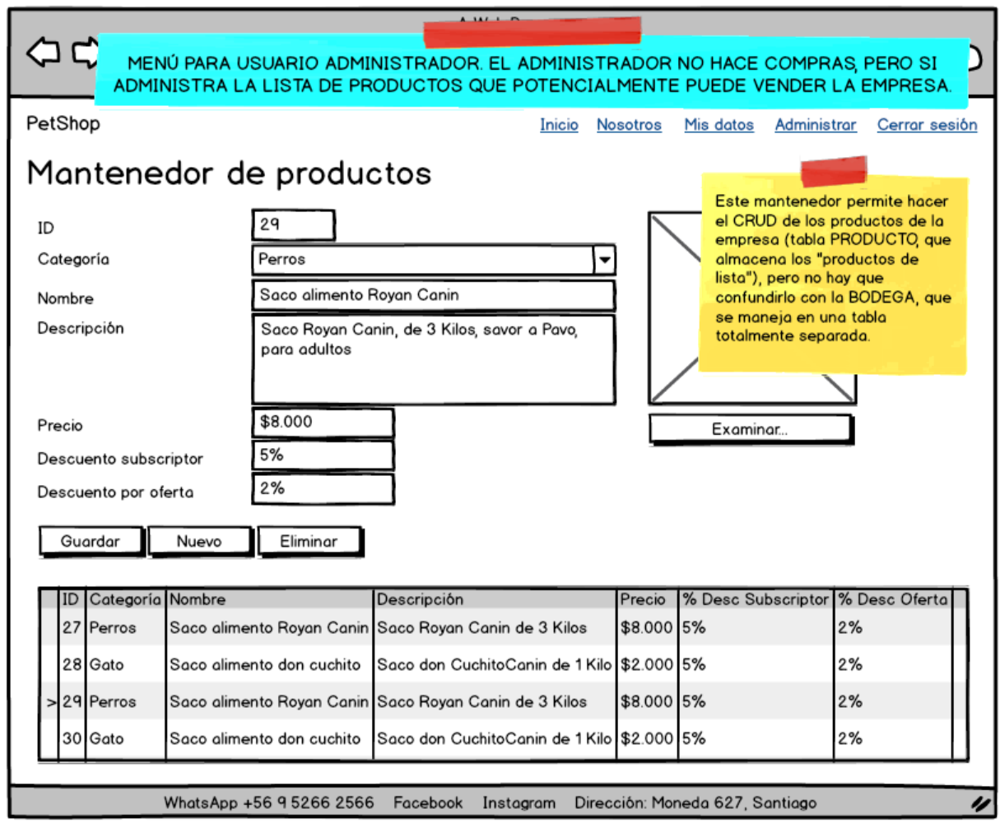 MENÚ PARA USUARIO ADMINISTRADOR. EL ADMINISTRADOR NO HACE COMPRAS, PERO SI
ADMINISTRA LA LISTA DE PRODUCTOS QUE POTENCIALMENTE PUEDE VENDER LA EMPRESA.
PetShop
Inicio Nosotros Mis datos Administrar Cerrar sesión
Mantenedor de productos
Este mantenedor permite hacer
el CRUD de los productos de la
empresa (tabla PRODUCTO, que
almacena los "productos de
lista"), pero no hay que
confundirlo con la BODEGA, que
se maneja en una tabla
totalmente separada.
ID 29
Categoría Perros
Nombre Saco alimento Royan Canin
Descripción Saco Royan Canin, de 3 Kilos, savor a Pavo,
para adultos
Precio $8.000
Examinar...
Descuento subscriptor 5%
Descuento por oferta 2%
Guardar Nuevo Eliminar
ID Categoría Nombre Descripción Precio % Desc Subscriptor % Desc Oferta
27 Perros Saco alimento Royan Canin Saco Royan Canin de 3 Kilos $8.000 5% 2%
28 Gato Saco alimento don cuchito Saco don CuchitoCanin de 1 Kilo $2.000 5% 2%
> 29 Perros Saco alimento Royan Canin Saco Royan Canin de 3 Kilos $8.000 5% 2%
30 Gato Saco alimento don cuchito Saco don CuchitoCanin de 1 Kilo $2.000 5% 2%
WhatsApp +56 9 5266 2566 Facebook Instagram Dirección: Moneda 627, Santiago